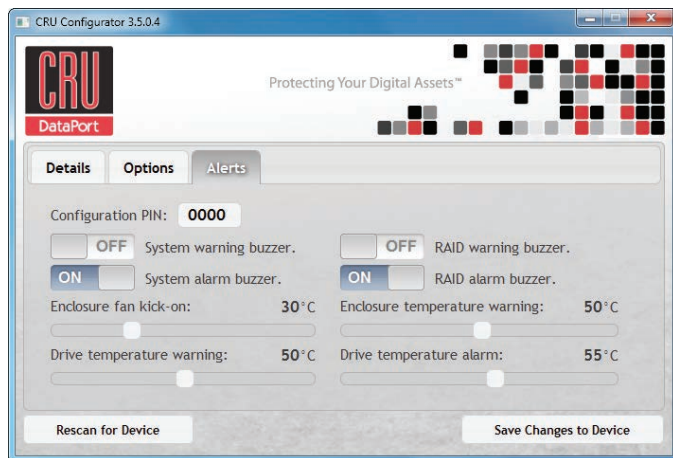 CRU Configurator 3.5.0.4
CRU
DataPort
Protecting Your Digital Assets™
Details Options Alerts
Configuration PIN: 0000
OFF System warning buzzer. OFF RAID warning buzzer.
ON System alarm buzzer. ON RAID alarm buzzer.
Enclosure fan kick-on: 30°C Enclosure temperature warning: 50°C
Drive temperature warning: 50°C Drive temperature alarm: 55°C
Rescan for Device Save Changes to Device